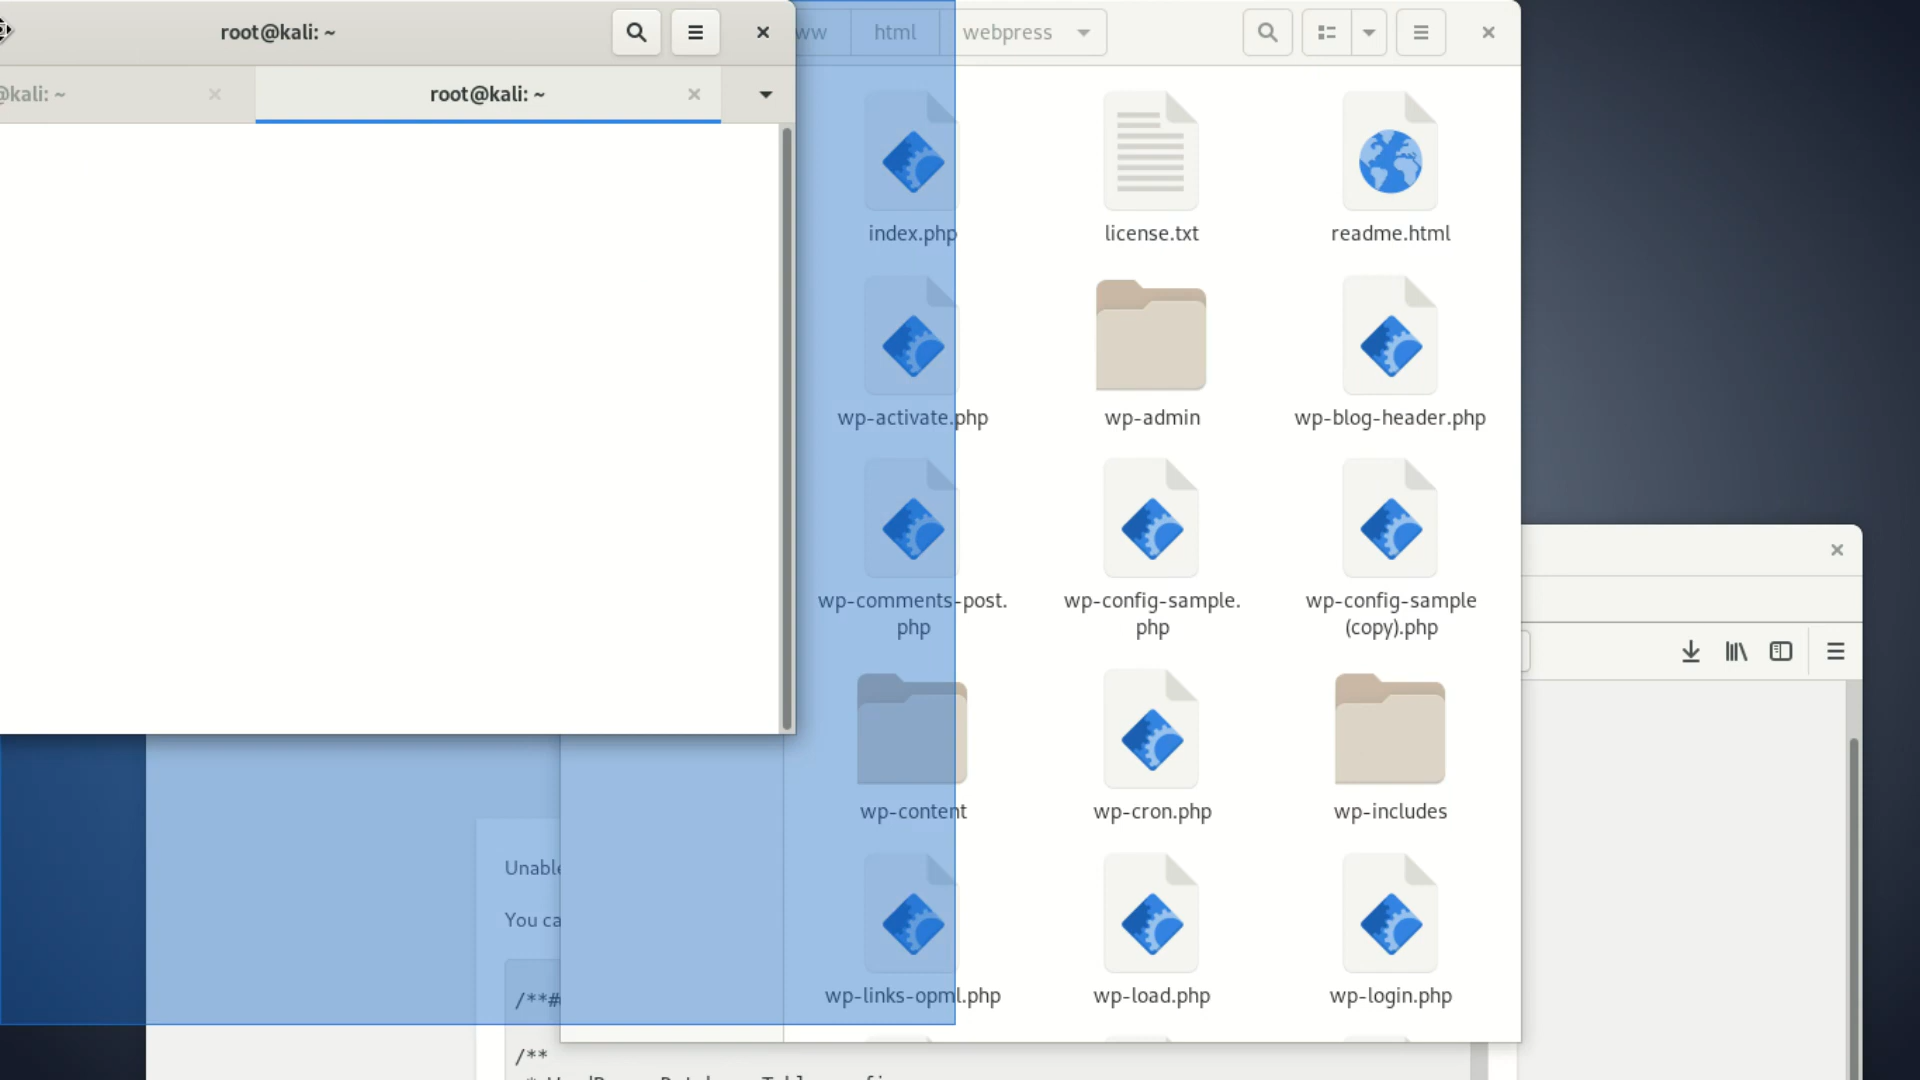 root@kali: ~
@kali: ~
root@kali: ~
ww
html
webpress
index.php
license.txt
readme.html
wp-activate.php
wp-admin
wp-blog-header.php
wp-comments-post.
php
wp-config-sample.
php
wp-config-sample
(copy).php
wp-content
wp-cron.php
wp-includes
wp-links-opml.php
wp-load.php
wp-login.php
Unable
You ca
/**#
/**